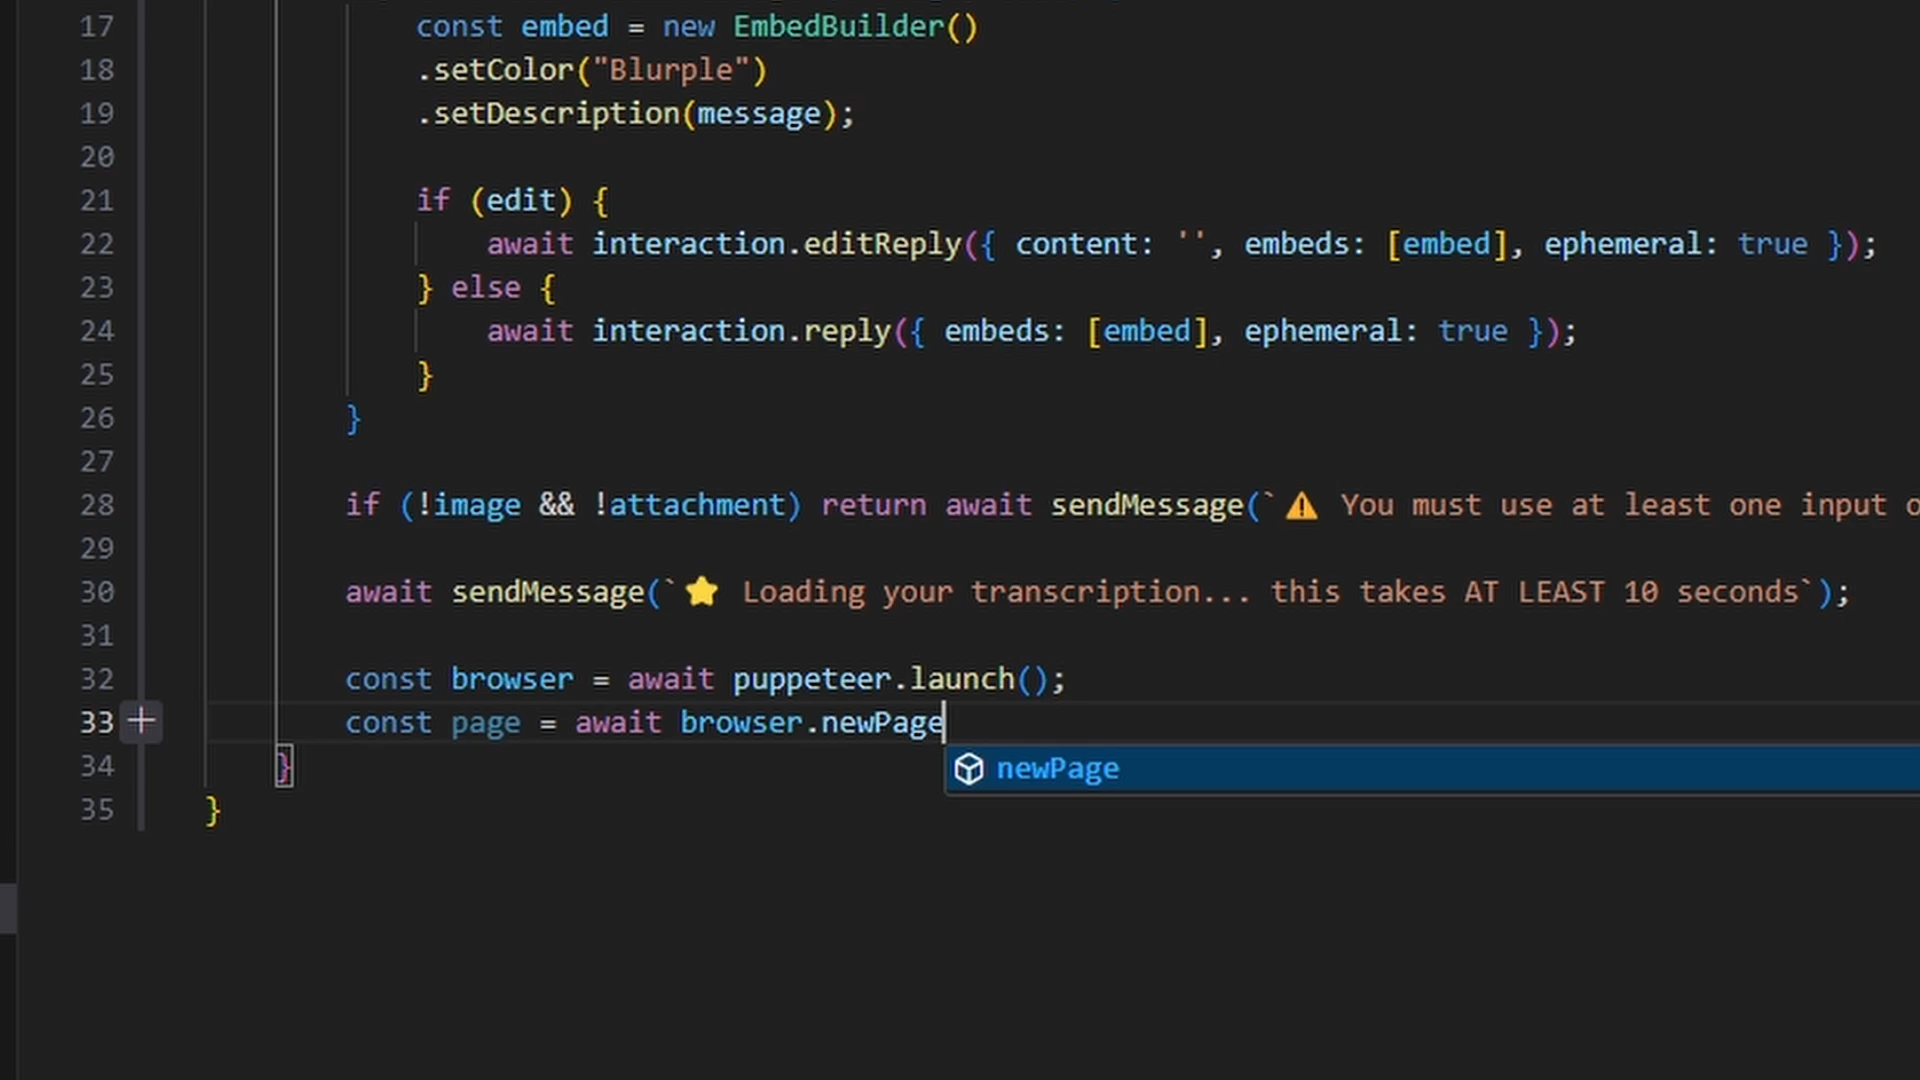 17 const embed = new EmbedBuilder()
18 .setColor("Blurple")
19 .setDescription(message);
20
21 if (edit) {
22 await interaction.editReply({ content: '', embeds: [embed], ephemeral: true });
23 } else {
24 await interaction.reply({ embeds: [embed], ephemeral: true });
25 }
26 }
27
28 if (!image && !attachment) return await sendMessage(`⚠️ You must use at least one input o
29
30 await sendMessage(`⭐ Loading your transcription... this takes AT LEAST 10 seconds`);
31
32 const browser = await puppeteer.launch();
33 const page = await browser.newPage
newPage
34 }
35 }